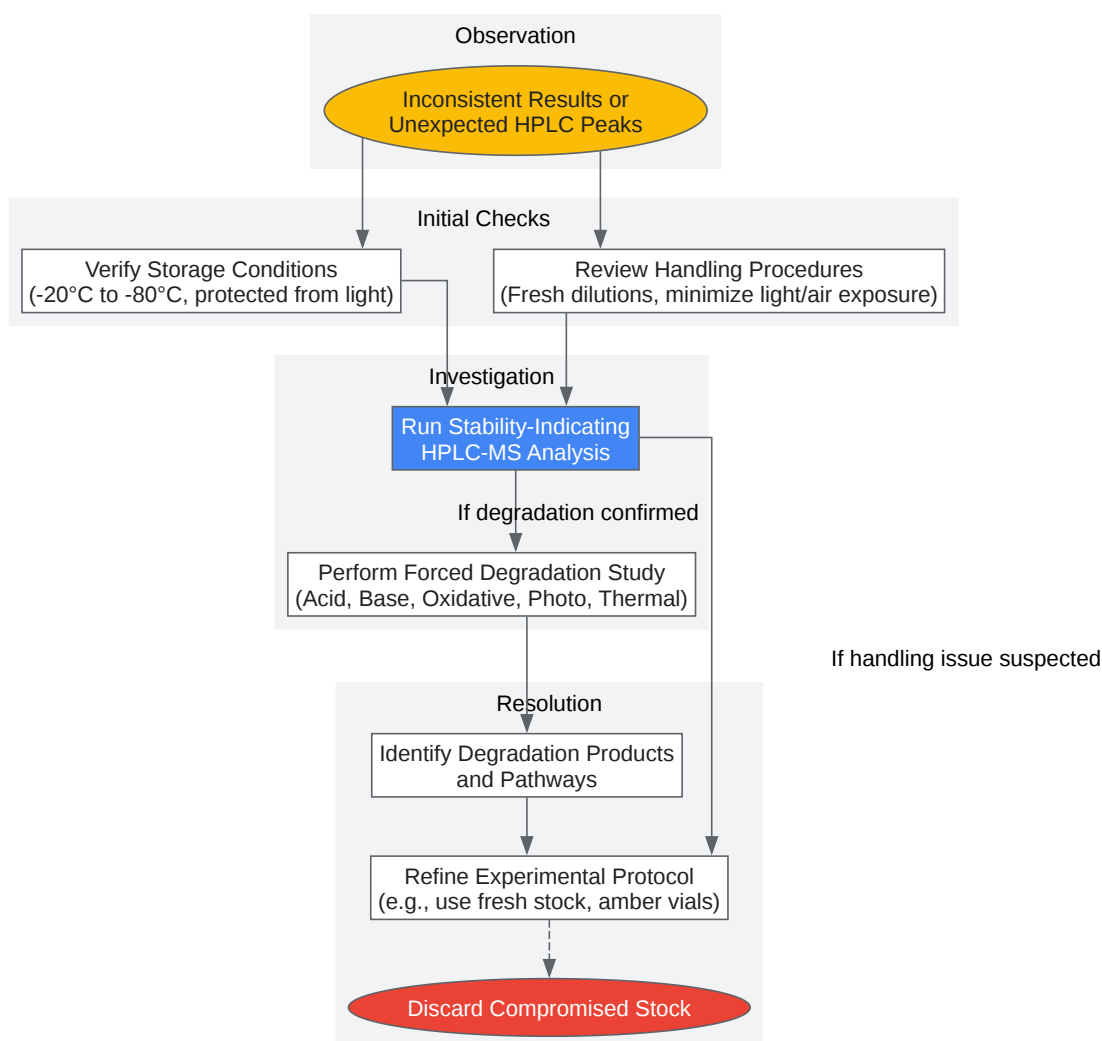 Observation
Inconsistent Results or
Unexpected HPLC Peaks
Initial Checks
Verify Storage Conditions
(-20°C to -80°C, protected from light)
Review Handling Procedures
(Fresh dilutions, minimize light/air exposure)
Investigation
Run Stability-Indicating
HPLC-MS Analysis
If degradation confirmed
Perform Forced Degradation Study
(Acid, Base, Oxidative, Photo, Thermal)
If handling issue suspected
Resolution
Identify Degradation Products
and Pathways
Refine Experimental Protocol
(e.g., use fresh stock, amber vials)
Discard Compromised Stock